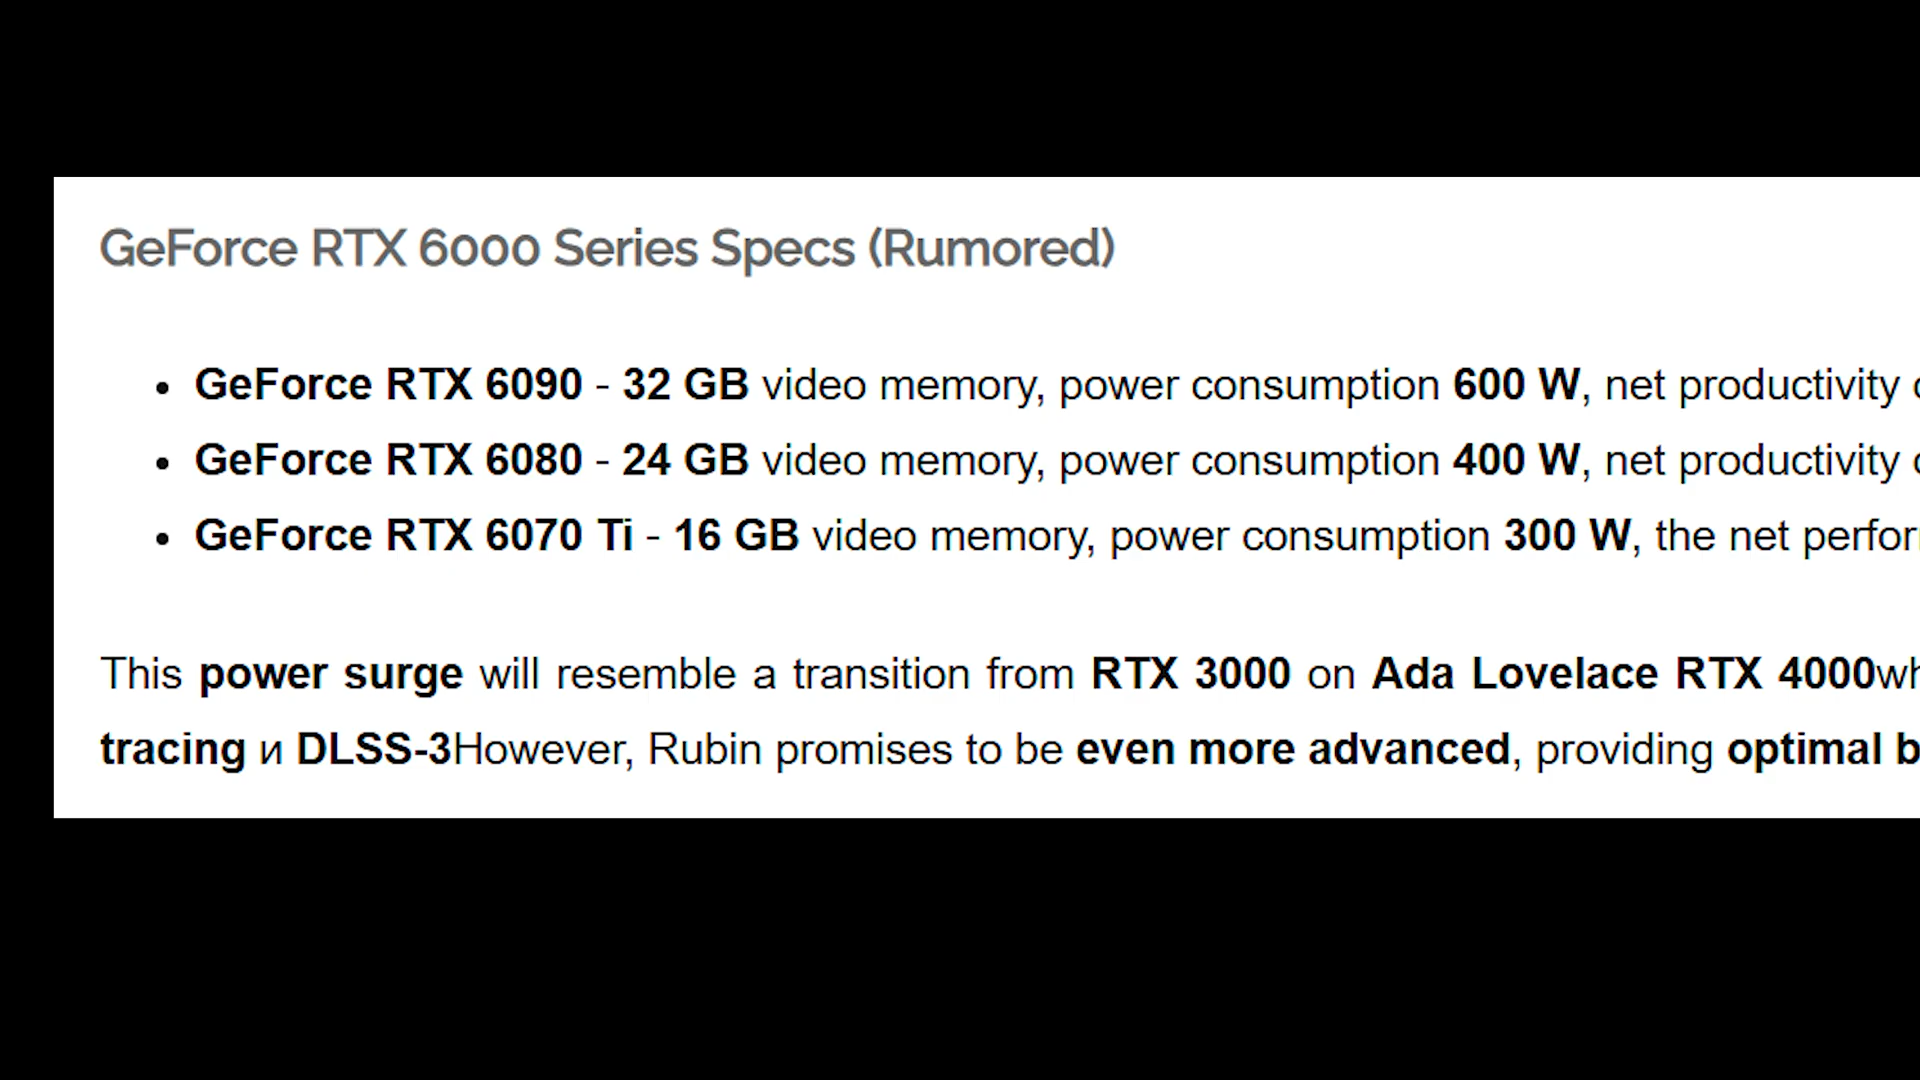 GeForce RTX 6000 Series Specs (Rumored)
• GeForce RTX 6090 - 32 GB video memory, power consumption 600 W, net productivity
• GeForce RTX 6080 - 24 GB video memory, power consumption 400 W, net productivity
• GeForce RTX 6070 Ti - 16 GB video memory, power consumption 300 W, the net
This power surge will resemble a transition from RTX 3000 on Ada Lovelace RTX 4000
tracing и DLSS-3However, Rubin promises to be even more advanced, providing optimal